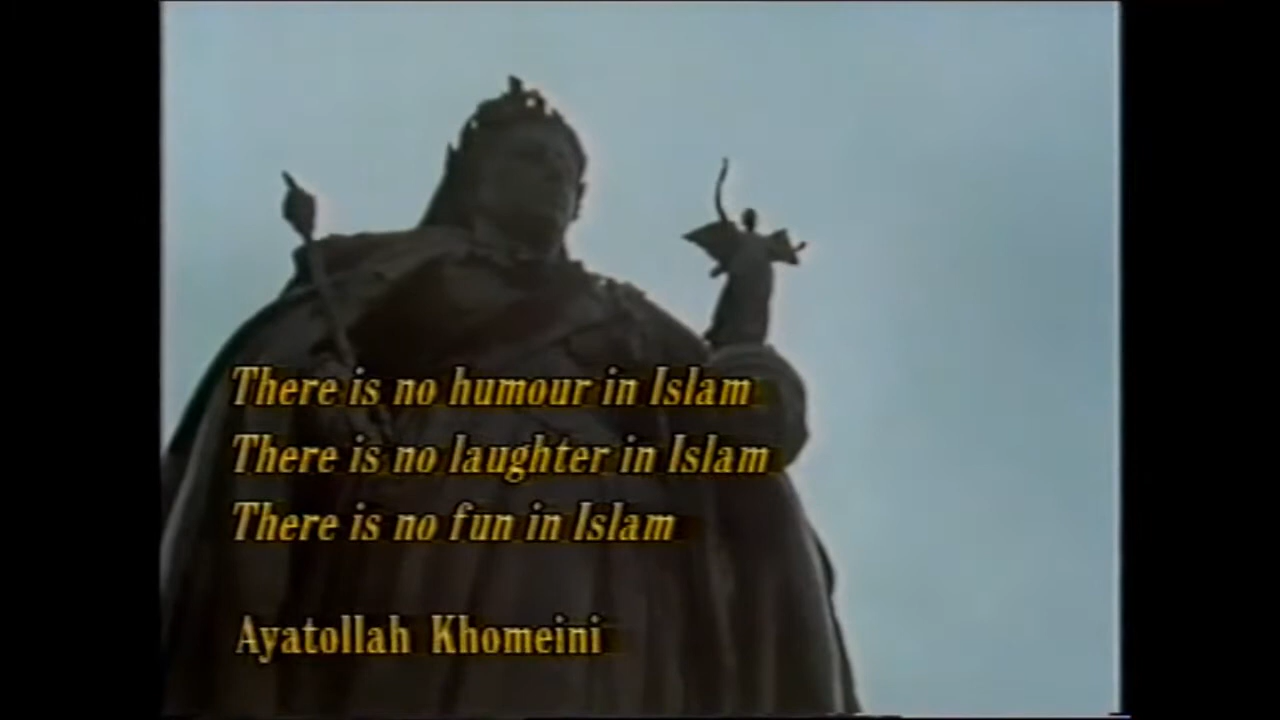 There is no humour in Islam
There is no laughter in Islam
There is no fun in Islam
Ayatollah Khomeini